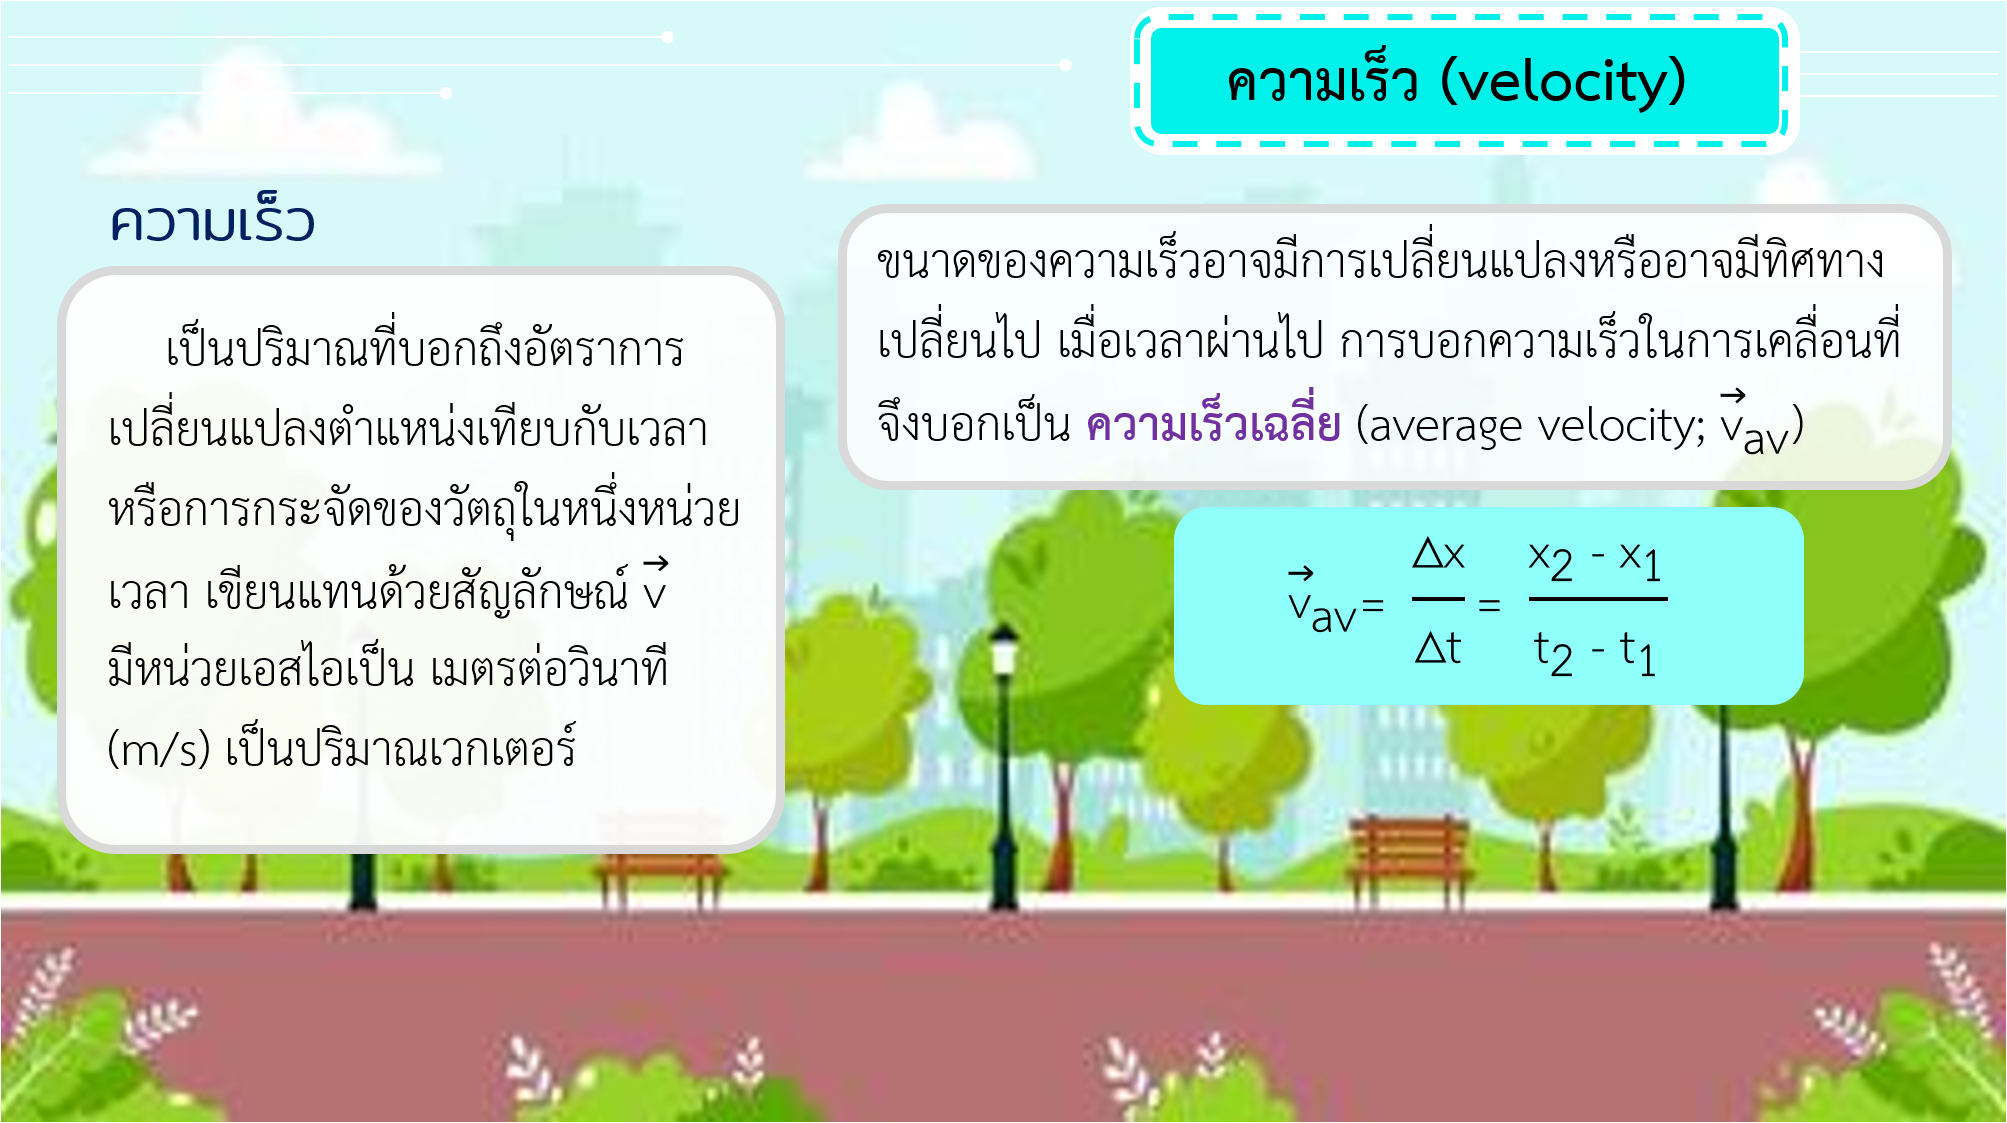 ความเร็ว (velocity)
ความเร็ว
เป็นปริมาณที่บอกถึงอัตราการ
เปลี่ยนแปลงตำแหน่งเทียบกับเวลา
หรือการกระจัดของวัตถุในหนึ่งหน่วย
เวลา เขียนแทนด้วยสัญลักษณ์ v⃗
มีหน่วยเอสไอเป็น เมตรต่อวินาที
(m/s) เป็นปริมาณเวกเตอร์
ขนาดของความเร็วอาจมีการเปลี่ยนแปลงหรืออาจมีทิศทาง
เปลี่ยนไป เมื่อเวลาผ่านไป การบอกความเร็วในการเคลื่อนที่
จึงบอกเป็น ความเร็วเฉลี่ย (average velocity; v⃗av)
v⃗av = Δx/Δt = x2 - x1/t2 - t1